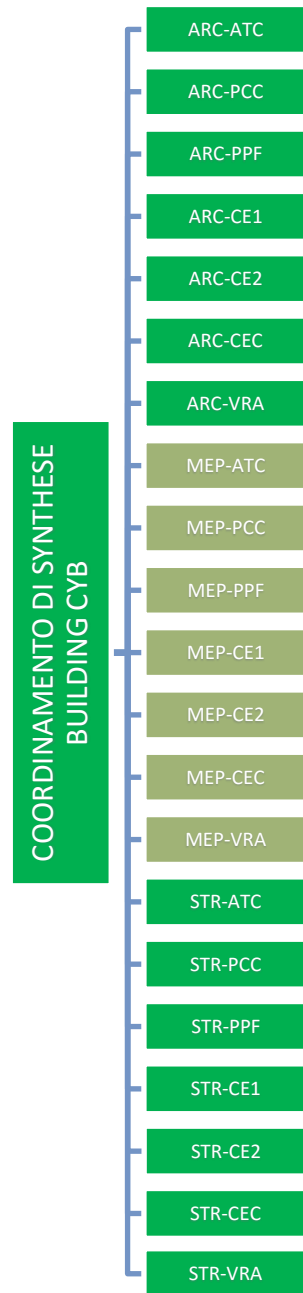 COORDINAMENTO DI SYNTHESE
BUILDING CYB
ARC-ATC
ARC-PCC
ARC-PPF
ARC-CE1
ARC-CE2
ARC-CEC
ARC-VRA
MEP-ATC
MEP-PCC
MEP-PPF
MEP-CE1
MEP-CE2
MEP-CEC
MEP-VRA
STR-ATC
STR-PCC
STR-PPF
STR-CE1
STR-CE2
STR-CEC
STR-VRA